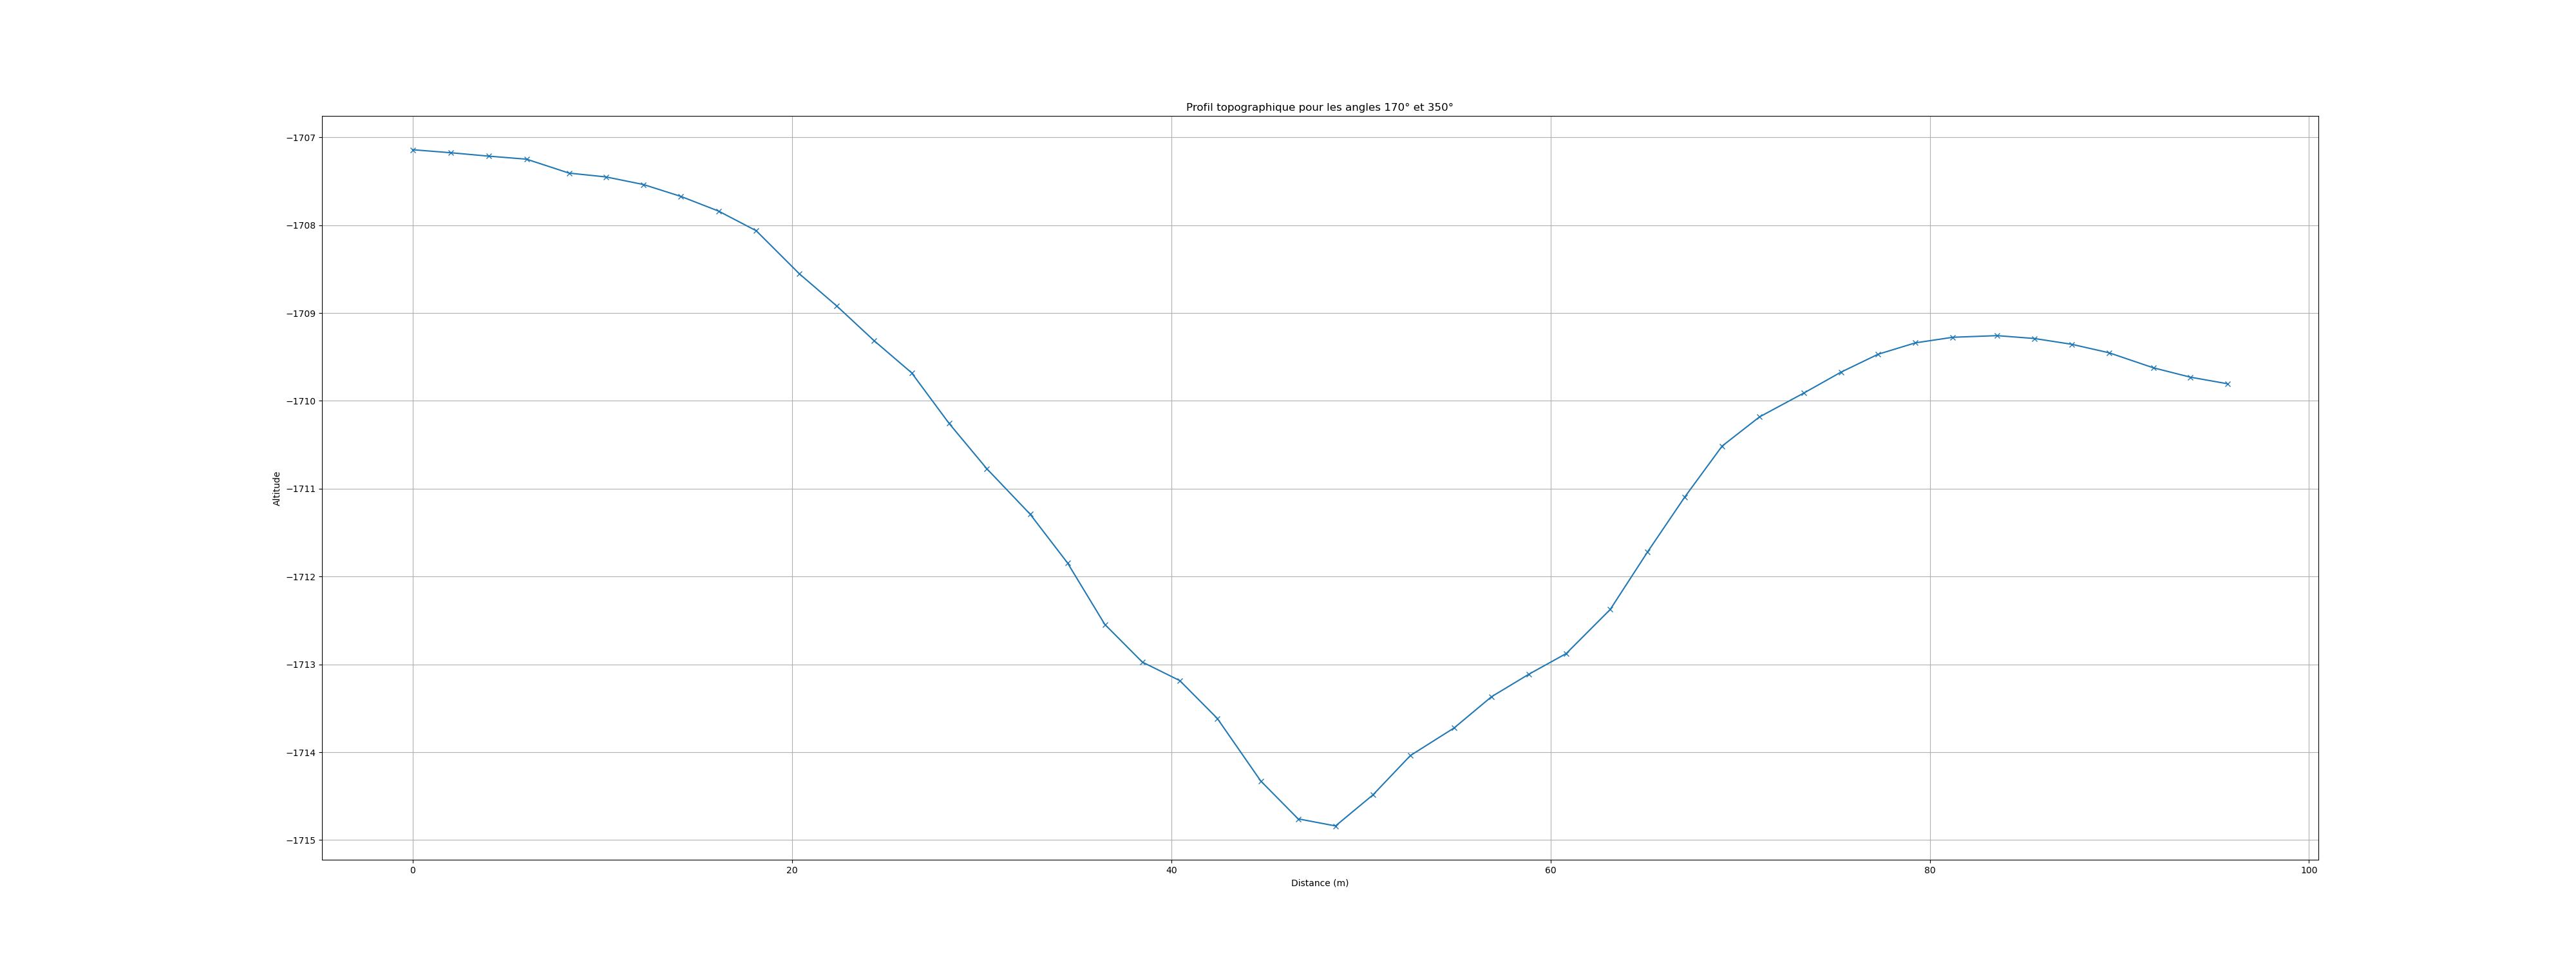 Profil topographique pour les angles 170° et 350°
−1707
−1708
−1709
−1710
−1711
−1712
−1713
−1714
−1715
Altitude
0 20 40 60 80 100
Distance (m)